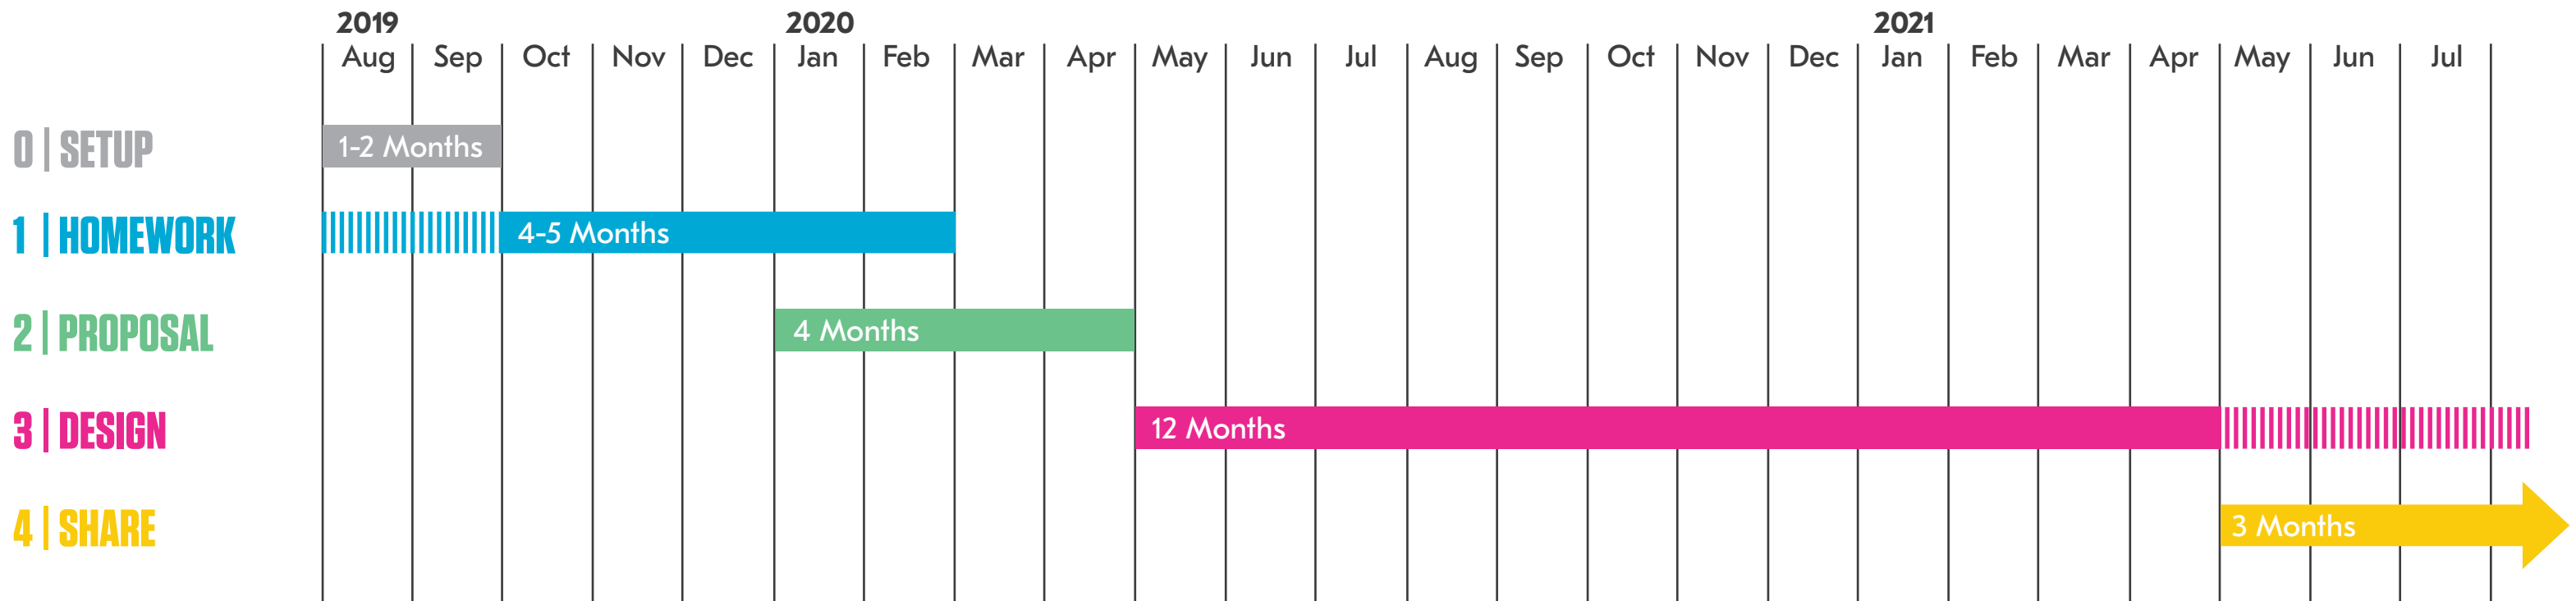 2019 2020 2021
Aug Sep Oct Nov Dec Jan Feb Mar Apr May Jun Jul Aug Sep Oct Nov Dec Jan Feb Mar Apr May Jun Jul
0 | SETUP 1-2 Months
1 | HOMEWORK 4-5 Months
2 | PROPOSAL 4 Months
3 | DESIGN 12 Months
4 | SHARE 3 Months